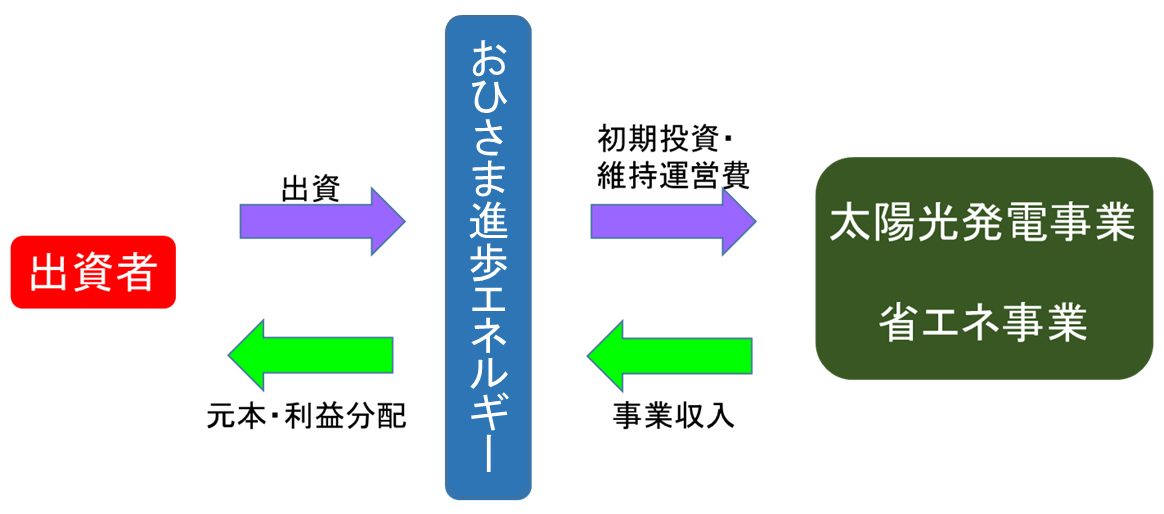 出資者
出資
元本・利益分配
おひさま進歩エネルギー
初期投資・
維持運営費
事業収入
太陽光発電事業
省エネ事業